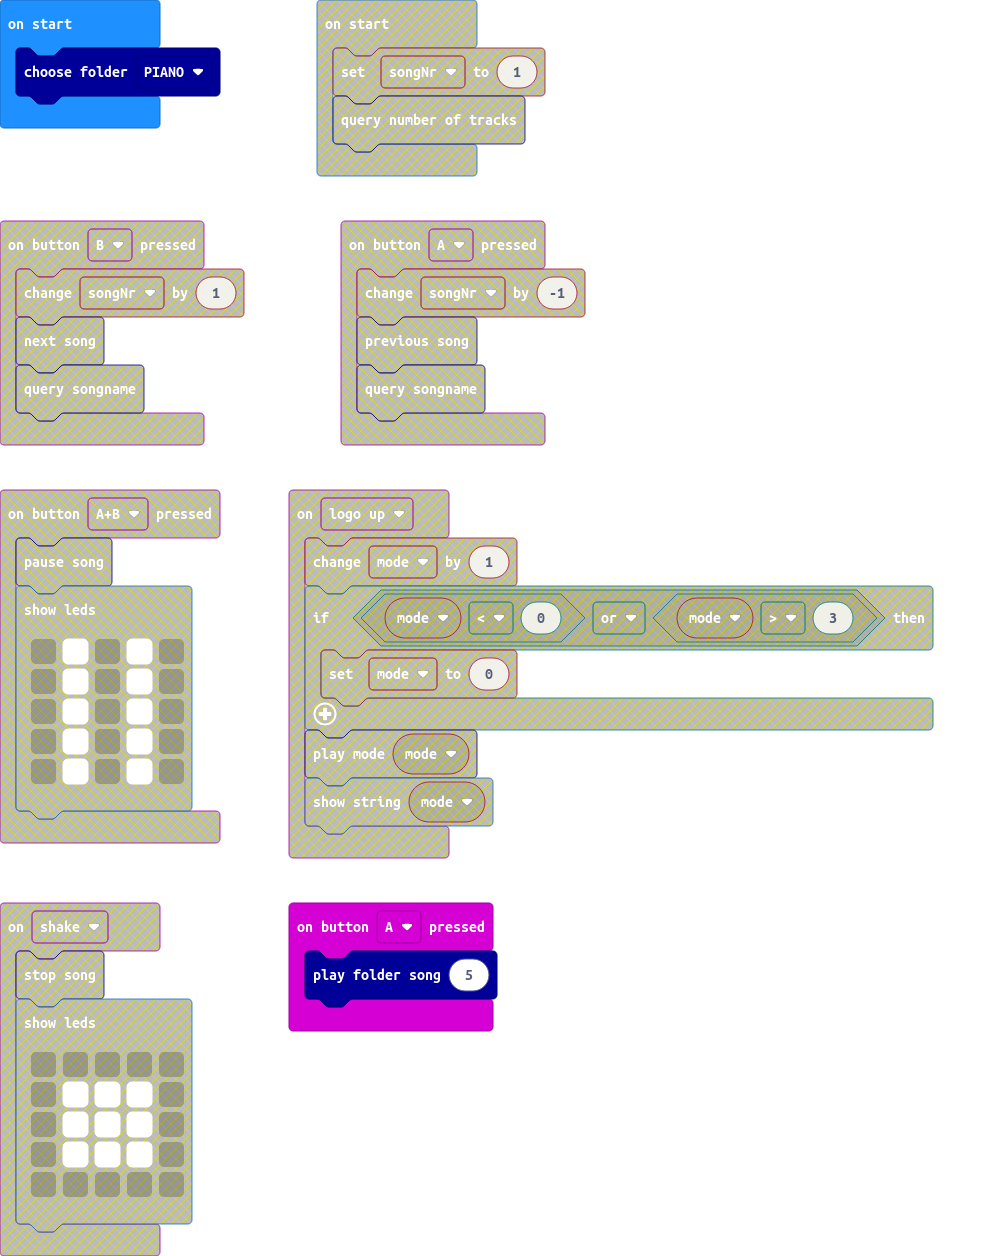 on start
choose folder PIANO
on start
set songNr to 1
query number of tracks
on button B pressed
change songNr by 1
next song
query songname
on button A pressed
change songNr by -1
previous song
query songname
on button A+B pressed
pause song
show leds
on logo up
change mode by 1
if mode < 0 or mode > 3 then
set mode to 0
play mode mode
show string mode
on shake
stop song
show leds
on button A pressed
play folder song 5